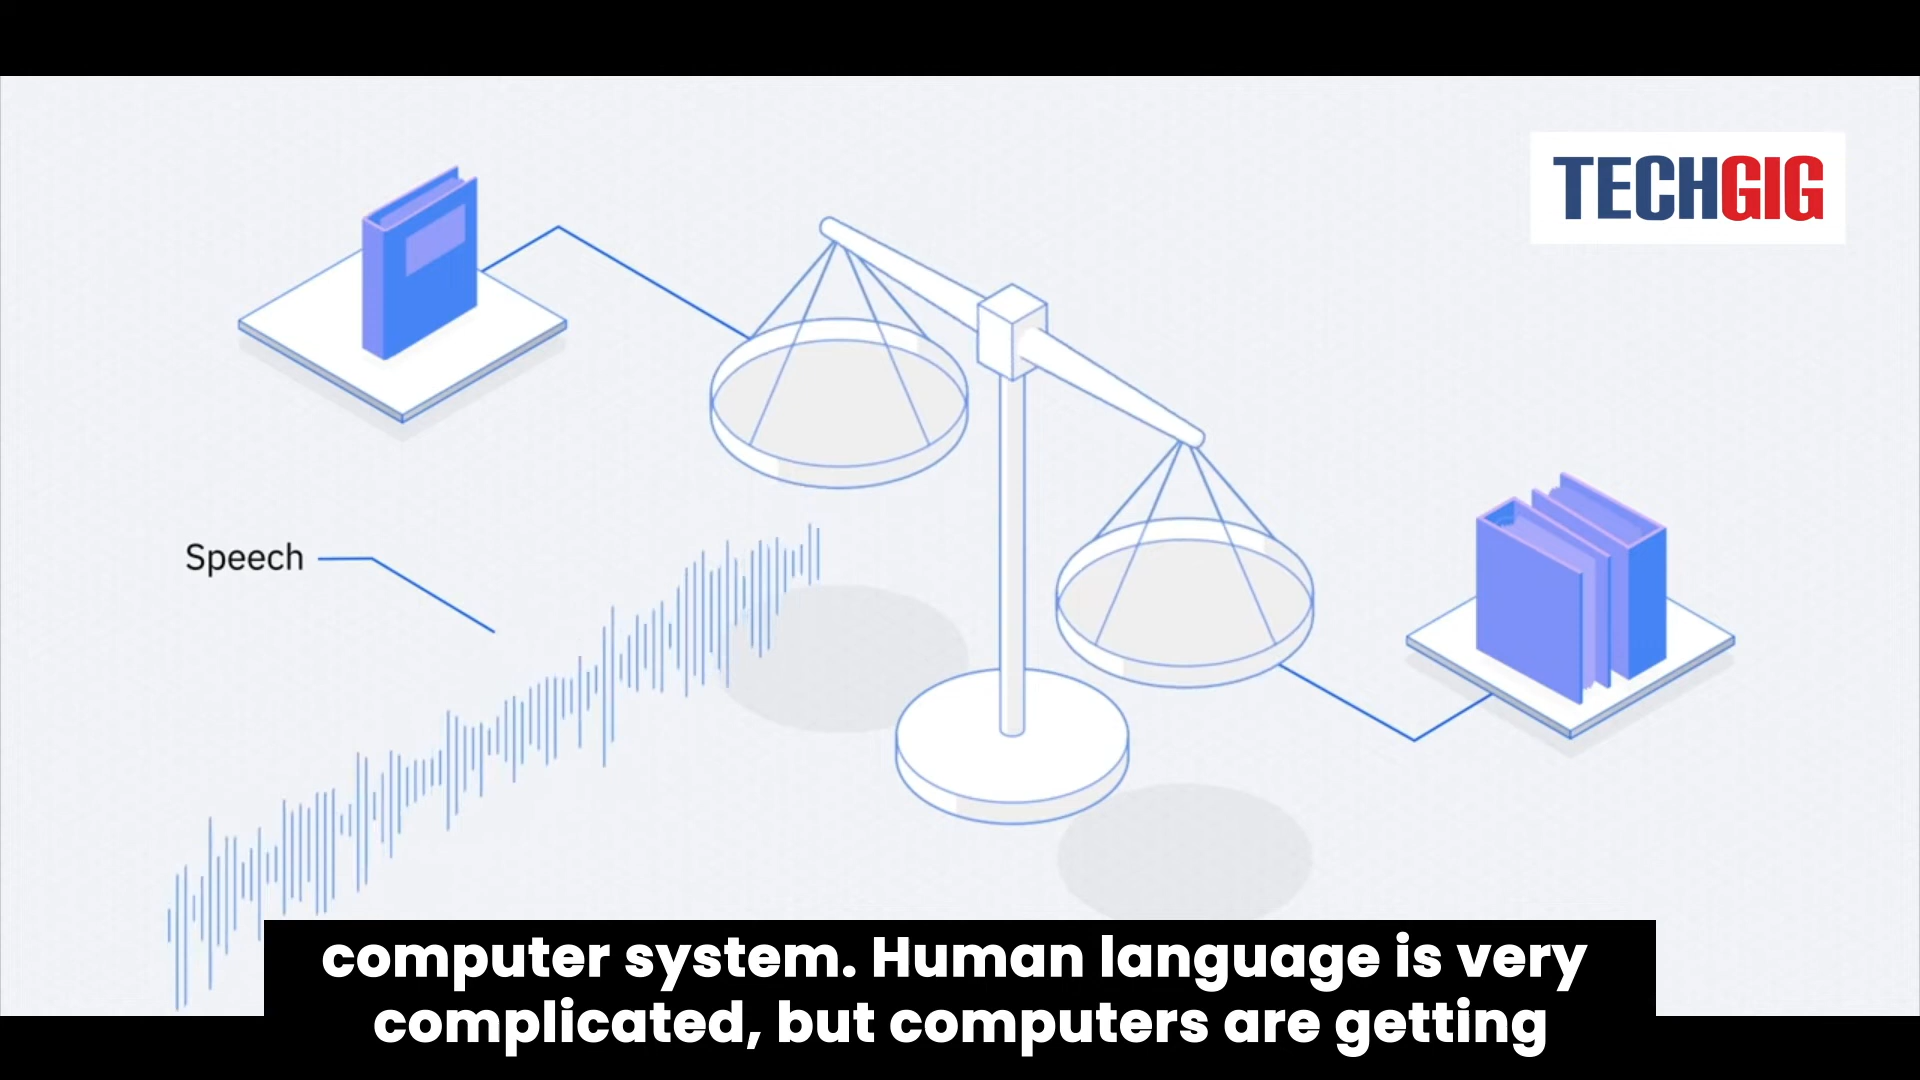 TECHGIG
Speech
computer system. Human language is very
complicated, but computers are getting